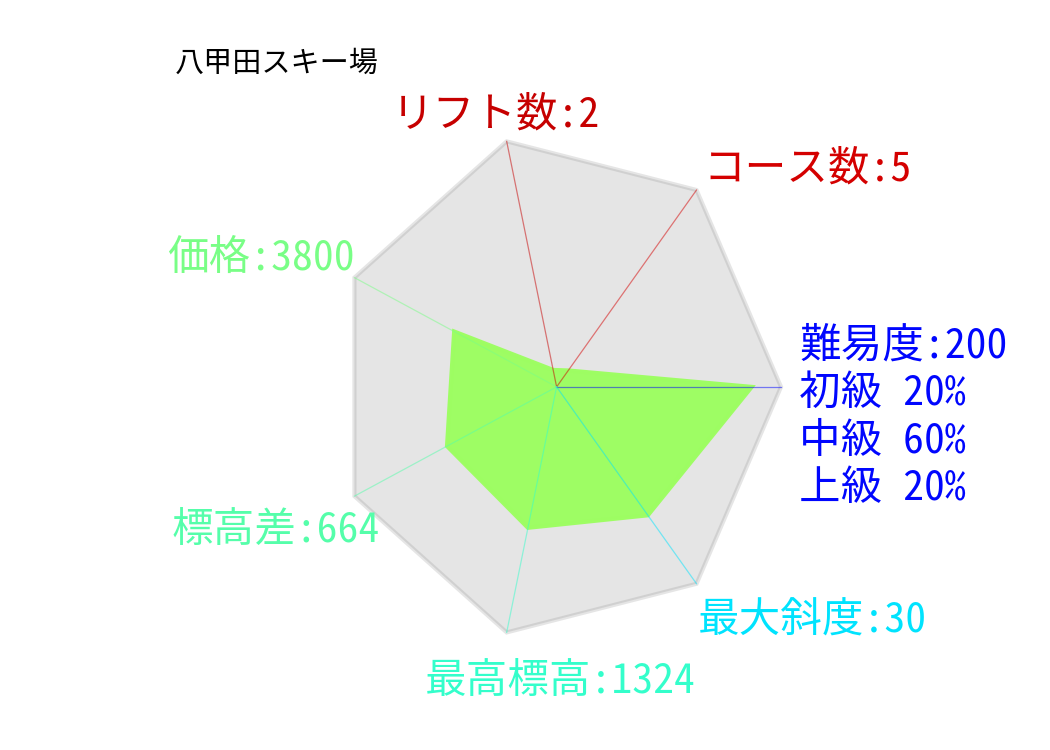 八甲田スキー場
リフト数:2
コース数:5
価格:3800
難易度:200
初級 20%
中級 60%
上級 20%
標高差:664
最大斜度:30
最高標高:1324